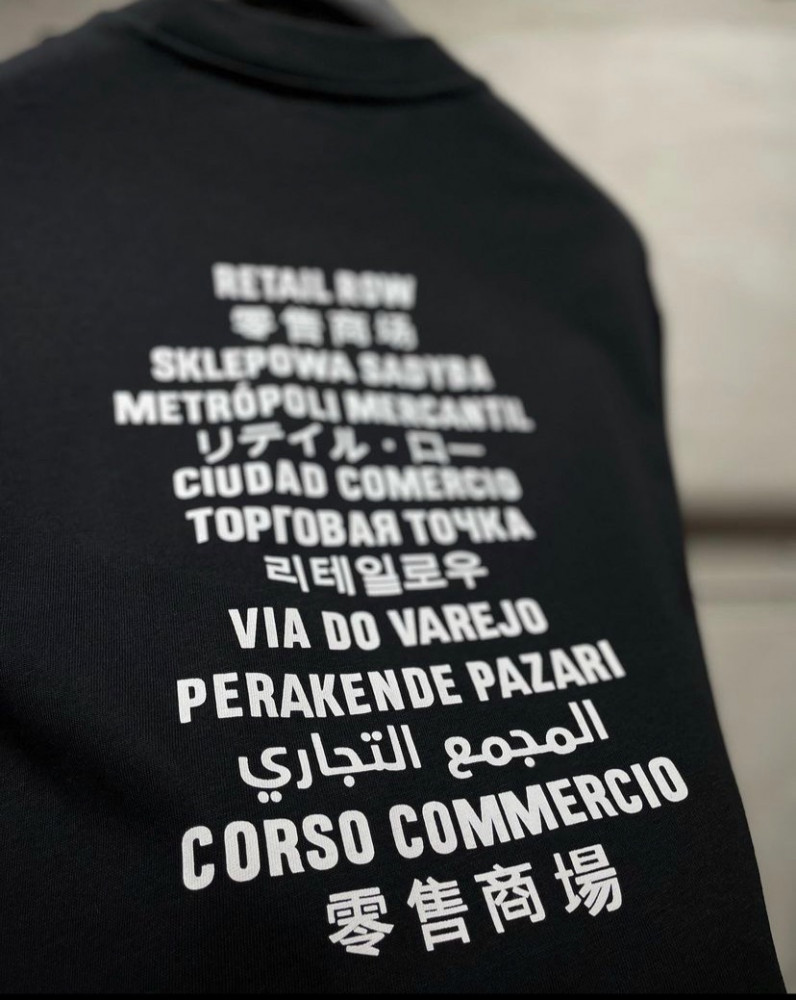 RETAIL ROW
零售商场
SKLEPOWA SADYBA
METRÓPOLI MERCANTIL
リテイル・ロー
CIUDAD COMERCIO
ТОРГОВАЯ ТОЧКА
리테일로우
VIA DO VAREJO
PERAKENDE PAZARI
المجمع التجاري
CORSO COMMERCIO
零售商場